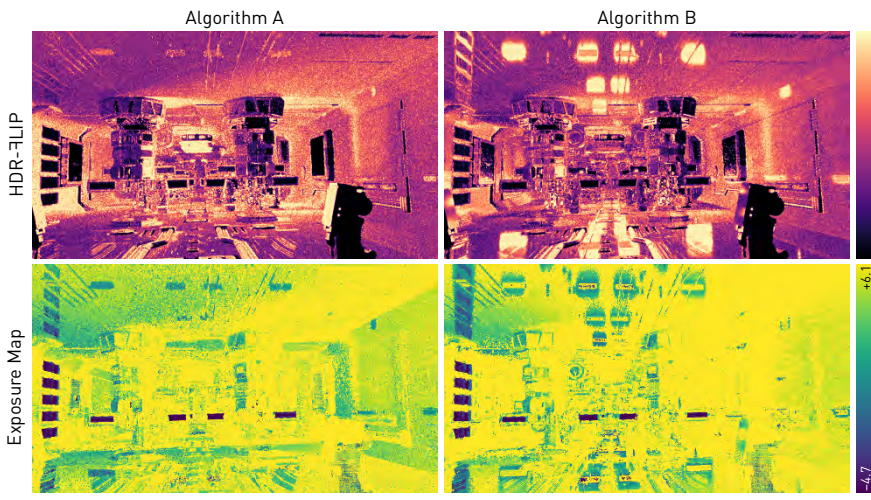 Algorithm A
Algorithm B
HDR-ꟻLIP
Exposure Map
+6.1
−4.7